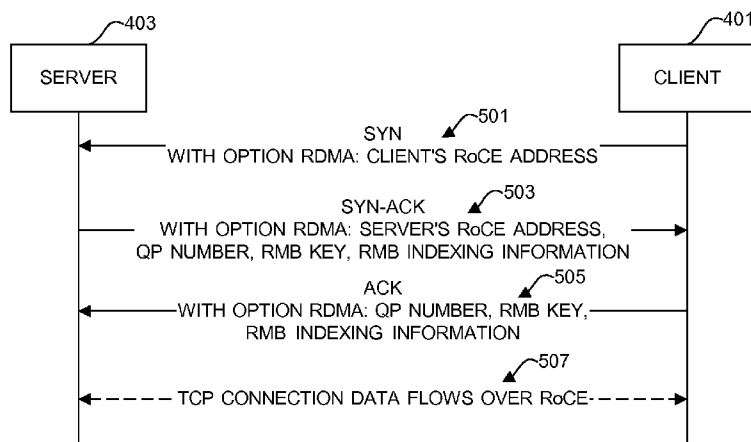 403
401
SERVER
CLIENT
SYN
501
WITH OPTION RDMA: CLIENT'S RoCE ADDRESS
SYN-ACK
503
WITH OPTION RDMA: SERVER'S RoCE ADDRESS,
QP NUMBER, RMB KEY, RMB INDEXING INFORMATION
ACK
505
WITH OPTION RDMA: QP NUMBER, RMB KEY,
RMB INDEXING INFORMATION
507
TCP CONNECTION DATA FLOWS OVER RoCE